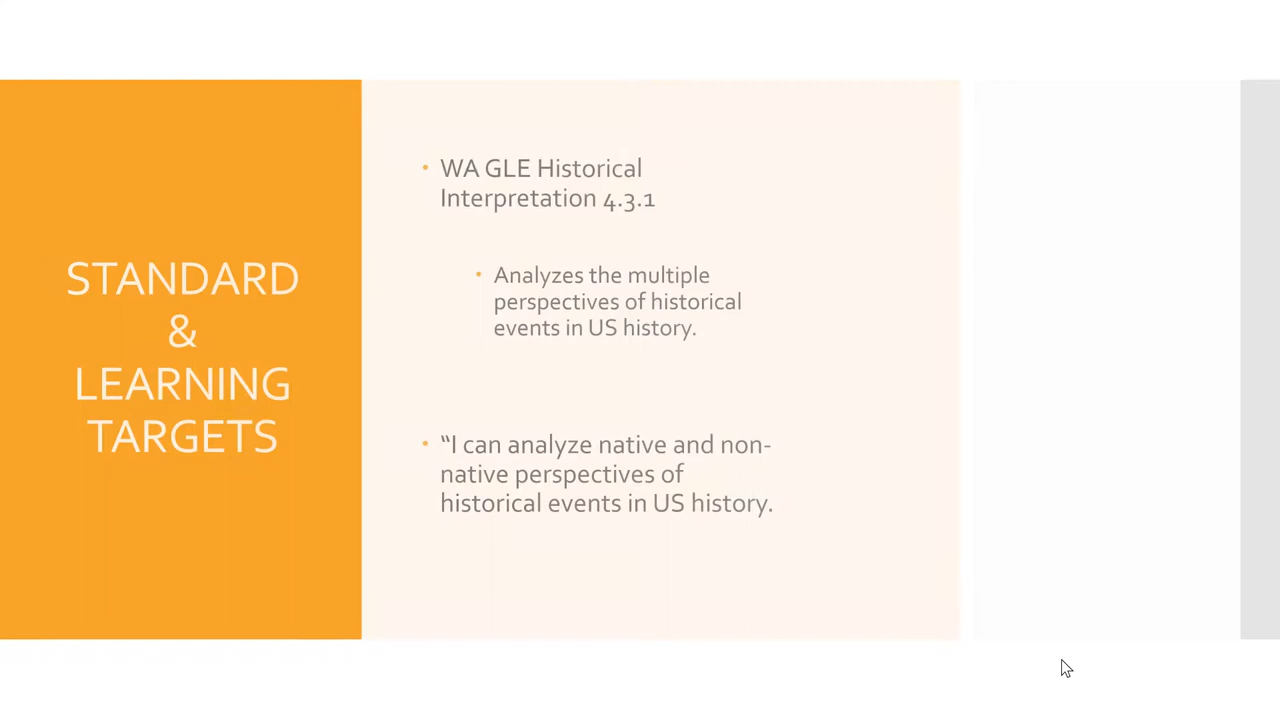 STANDARD
&
LEARNING
TARGETS
• WA GLE Historical
Interpretation 4.3.1
• Analyzes the multiple
perspectives of historical
events in US history.
• “I can analyze native and non-
native perspectives of
historical events in US history.